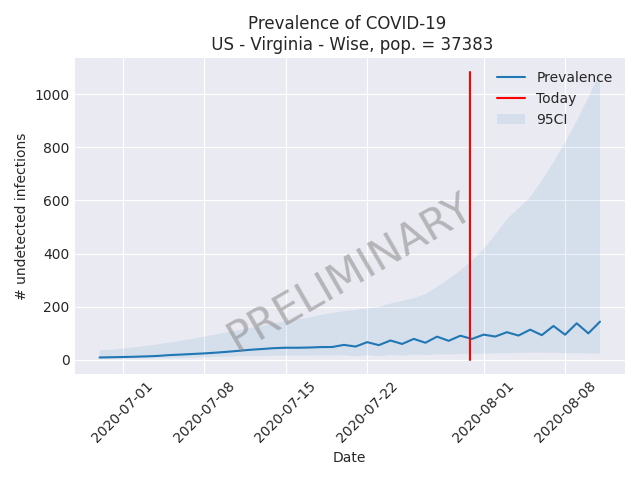 Prevalence of COVID-19
US - Virginia - Wise, pop. = 37383
# undetected infections
1000
800
600
400
200
0
Prevalence
Today
95CI
PRELIMINARY
2020-07-01
2020-07-08
2020-07-15
2020-07-22
2020-08-01
2020-08-08
Date